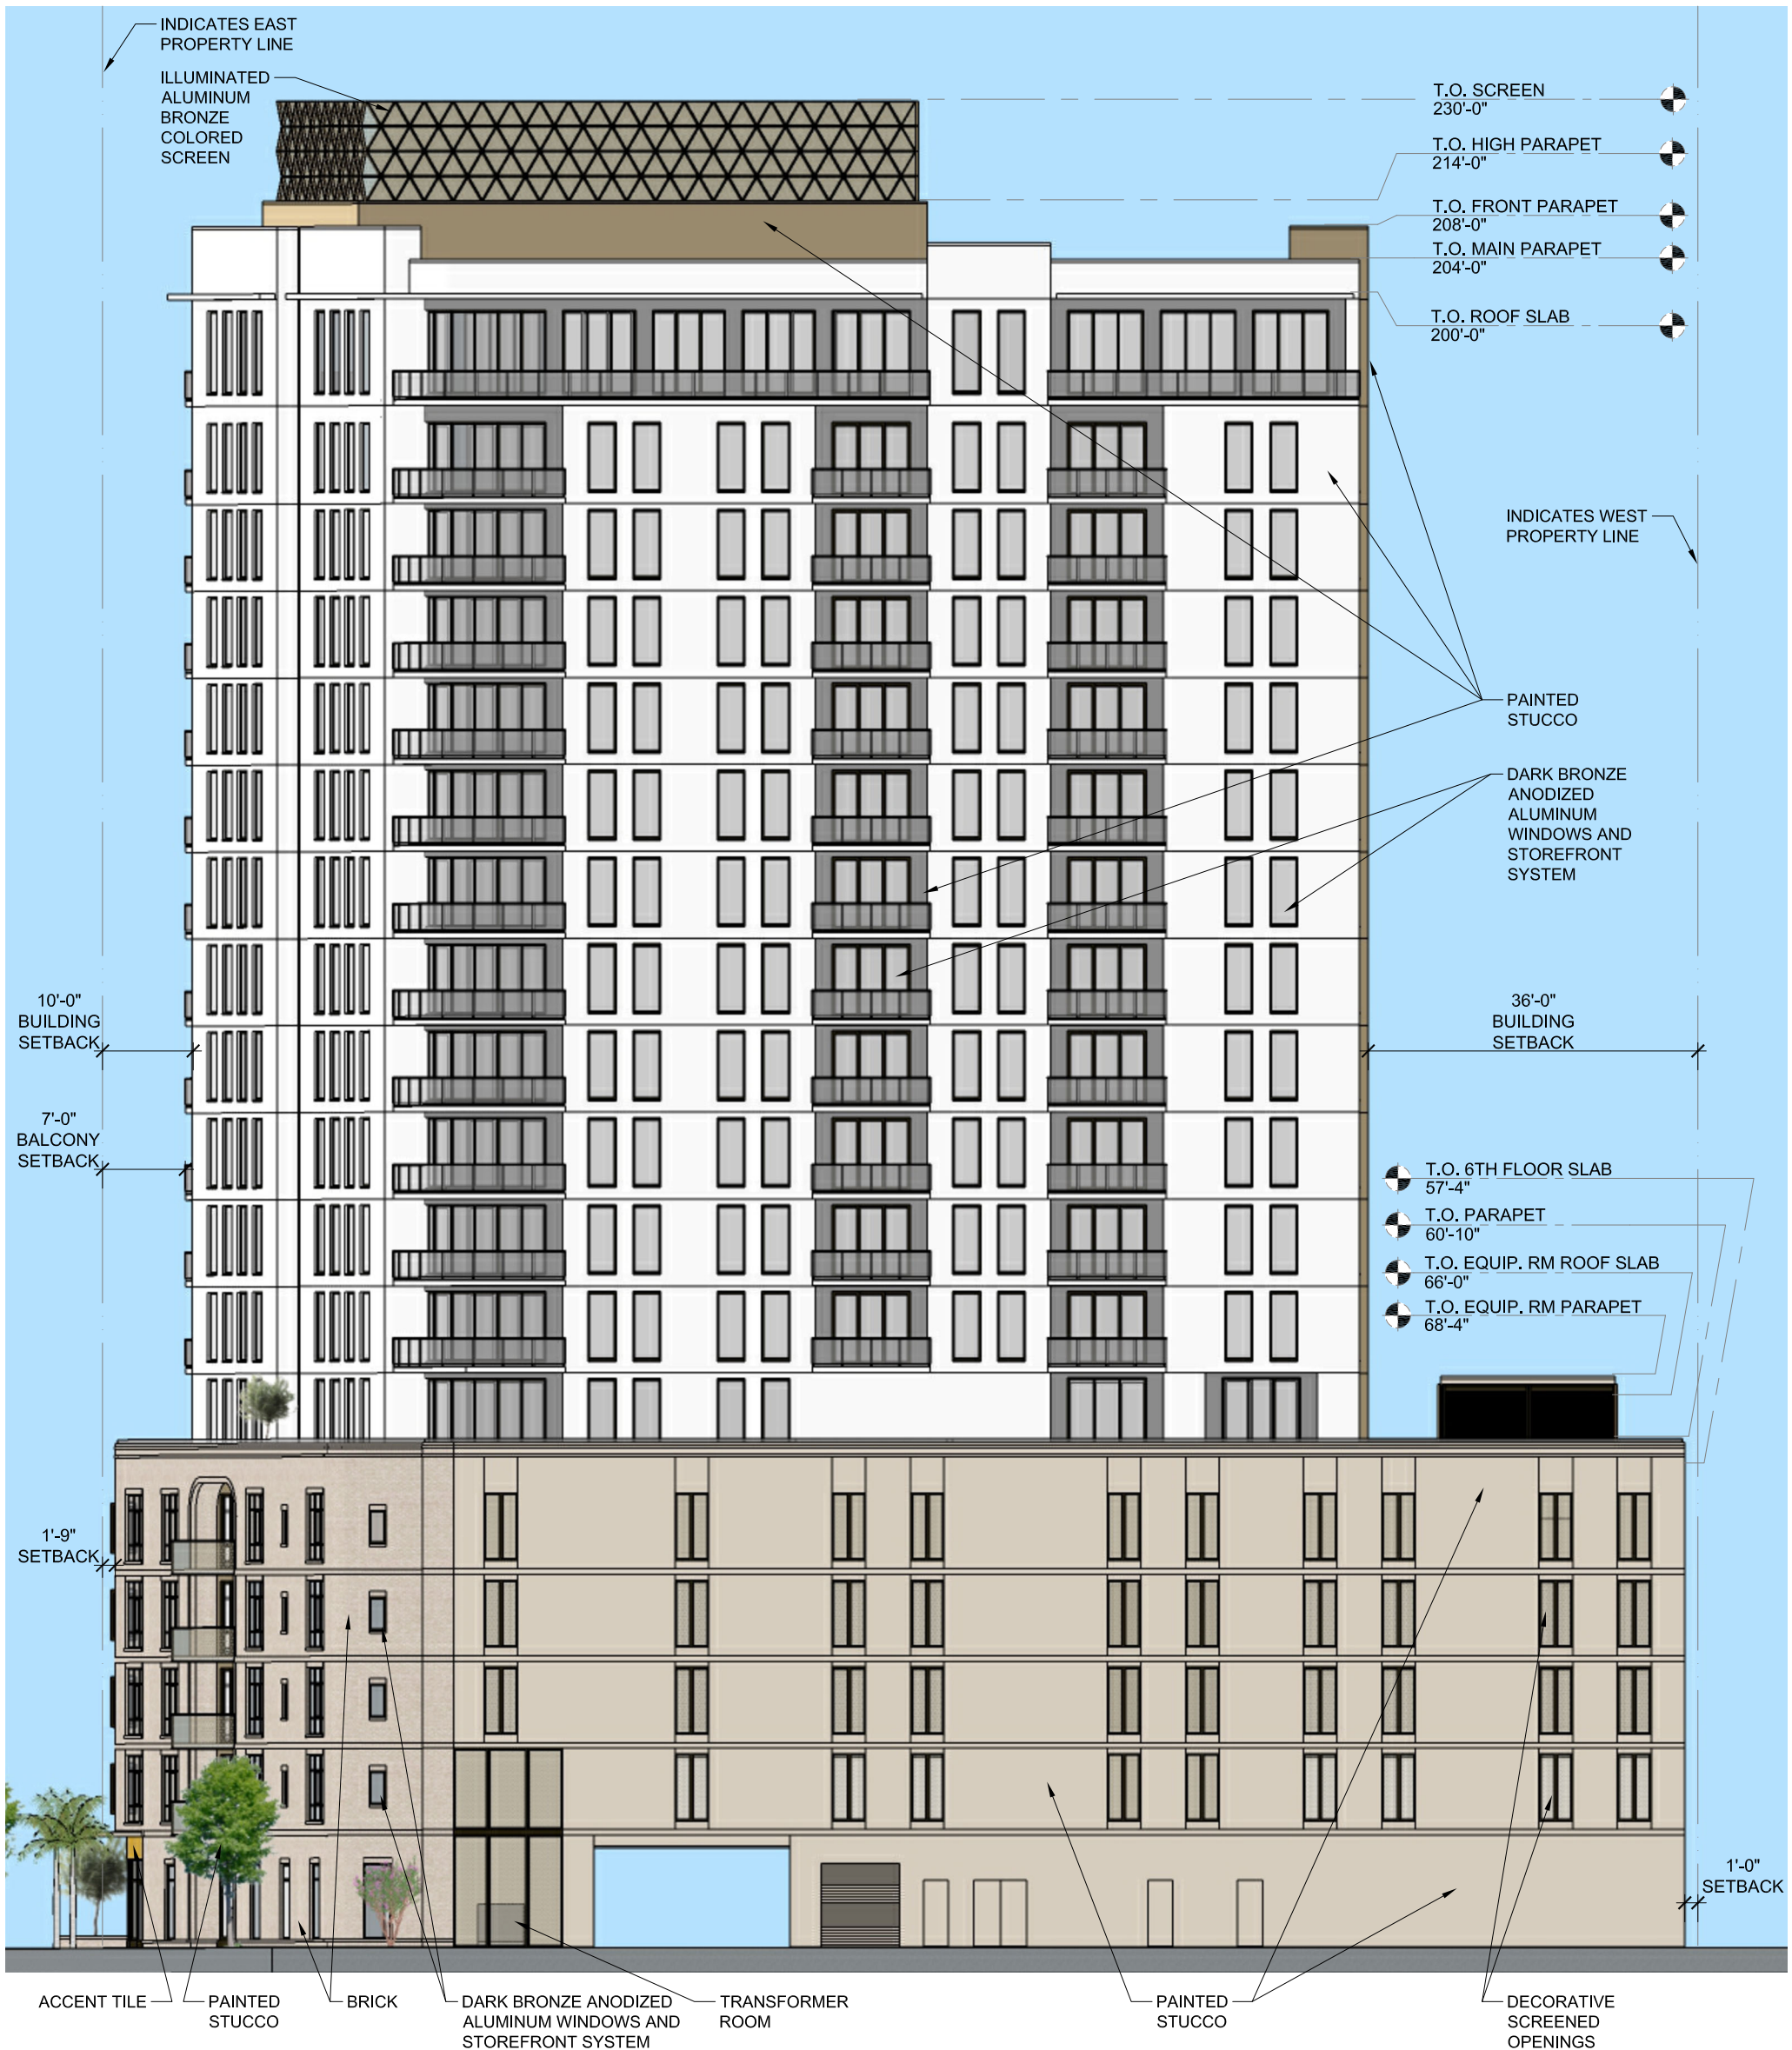 INDICATES EAST
PROPERTY LINE
ILLUMINATED
ALUMINUM
BRONZE
COLORED
SCREEN
T.O. SCREEN
230'-0"
T.O. HIGH PARAPET
214'-0"
T.O. FRONT PARAPET
208'-0"
T.O. MAIN PARAPET
204'-0"
T.O. ROOF SLAB
200'-0"
INDICATES WEST
PROPERTY LINE
PAINTED
STUCCO
DARK BRONZE
ANODIZED
ALUMINUM
WINDOWS AND
STOREFRONT
SYSTEM
10'-0"
BUILDING
SETBACK
36'-0"
BUILDING
SETBACK
7'-0"
BALCONY
SETBACK
T.O. 6TH FLOOR SLAB
57'-4"
T.O. PARAPET
60'-10"
T.O. EQUIP. RM ROOF SLAB
66'-0"
T.O. EQUIP. RM PARAPET
68'-4"
1'-9"
SETBACK
1'-0"
SETBACK
ACCENT TILE
PAINTED
STUCCO
BRICK
DARK BRONZE ANODIZED
ALUMINUM WINDOWS AND
STOREFRONT SYSTEM
TRANSFORMER
ROOM
PAINTED
STUCCO
DECORATIVE
SCREENED
OPENINGS